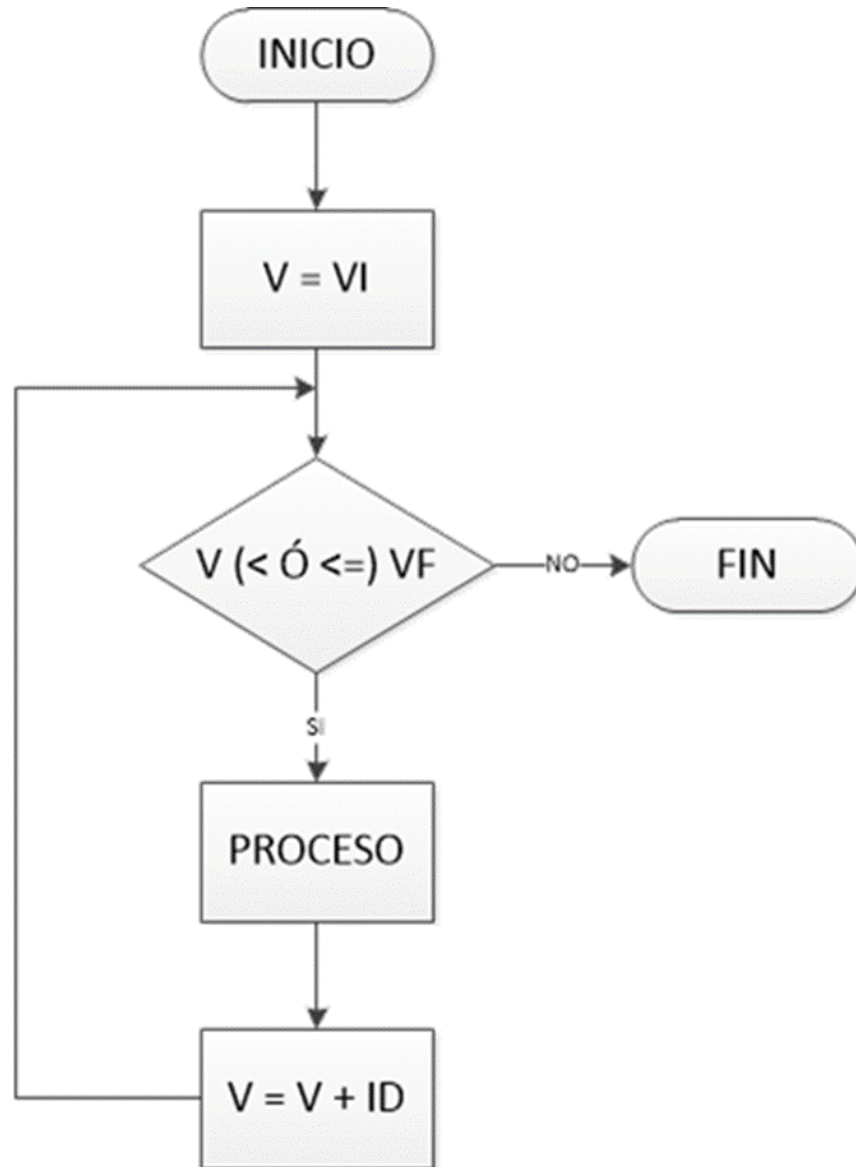 INICIO
V = VI
V (< Ó <=) VF
NO
FIN
SI
PROCESO
V = V + ID